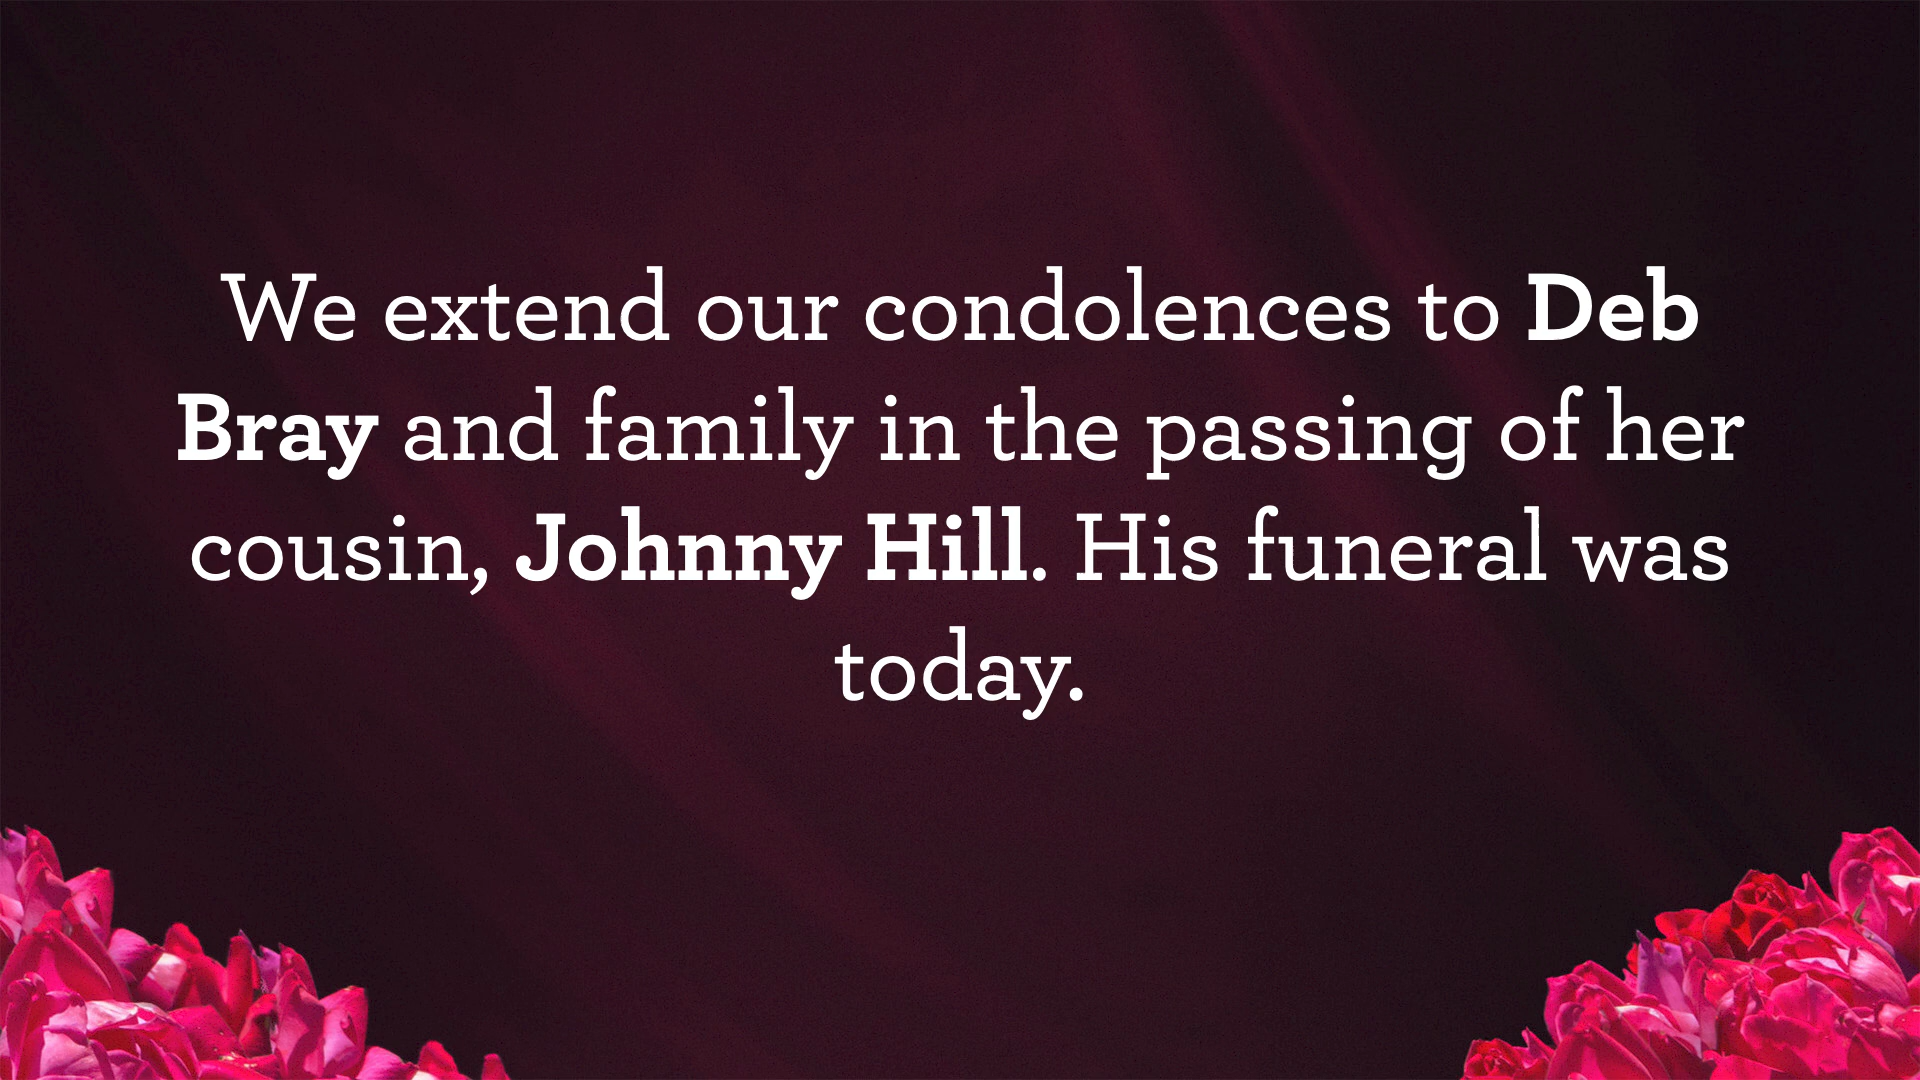 We extend our condolences to Deb
Bray and family in the passing of her
cousin, Johnny Hill. His funeral was
today.